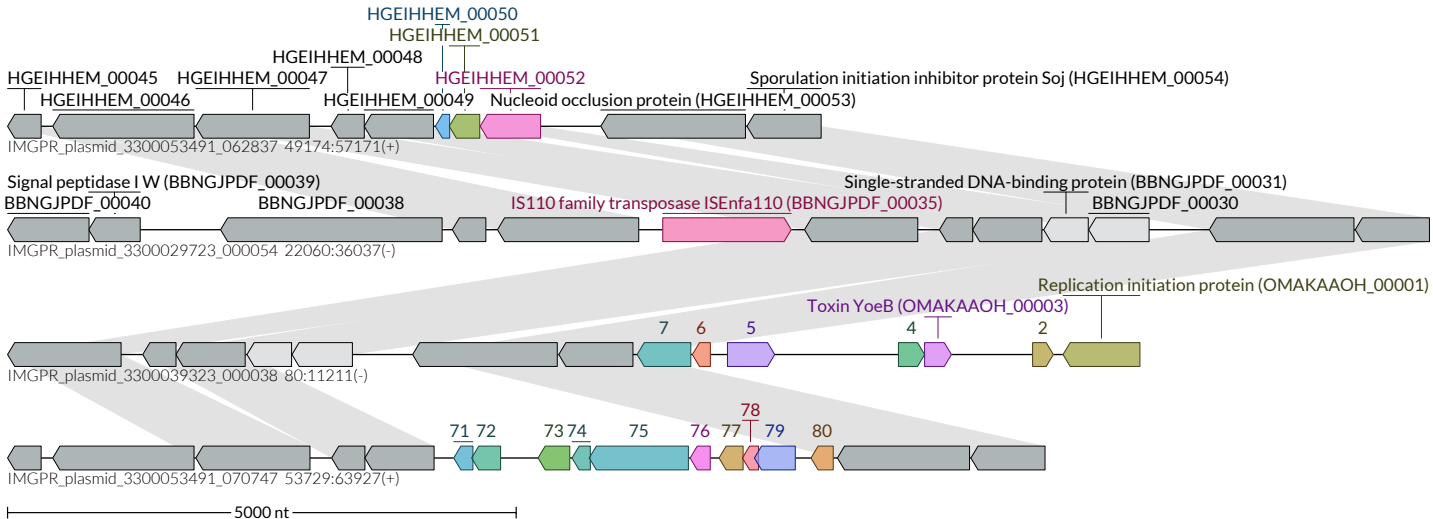 HGEIHHEM_00050
HGEIHHEM_00051
HGEIHHEM_00048
HGEIHHEM_00045 HGEIHHEM_00047 HGEIHHEM_00052 Sporulation initiation inhibitor protein Soj (HGEIHHEM_00054)
HGEIHHEM_00046 HGEIHHEM_00049 Nucleoid occlusion protein (HGEIHHEM_00053)
IMGPR_plasmid_3300053491_062837 49174:57171(+)
Signal peptidase I W (BBNGJPDF_00039) Single-stranded DNA-binding protein (BBNGJPDF_00031)
BBNGJPDF_00040 BBNGJPDF_00038 IS110 family transposase ISEnfa110 (BBNGJPDF_00035) BBNGJPDF_00030
IMGPR_plasmid_3300029723_000054 22060:36037(-)
Replication initiation protein (OMAKAAOH_00001)
Toxin YoeB (OMAKAAOH_00003)
7 6 5 4 2
IMGPR_plasmid_3300039323_000038 80:11211(-)
78
71 72 73 74 75 76 77 79 80
IMGPR_plasmid_3300053491_070747 53729:63927(+)
5000 nt